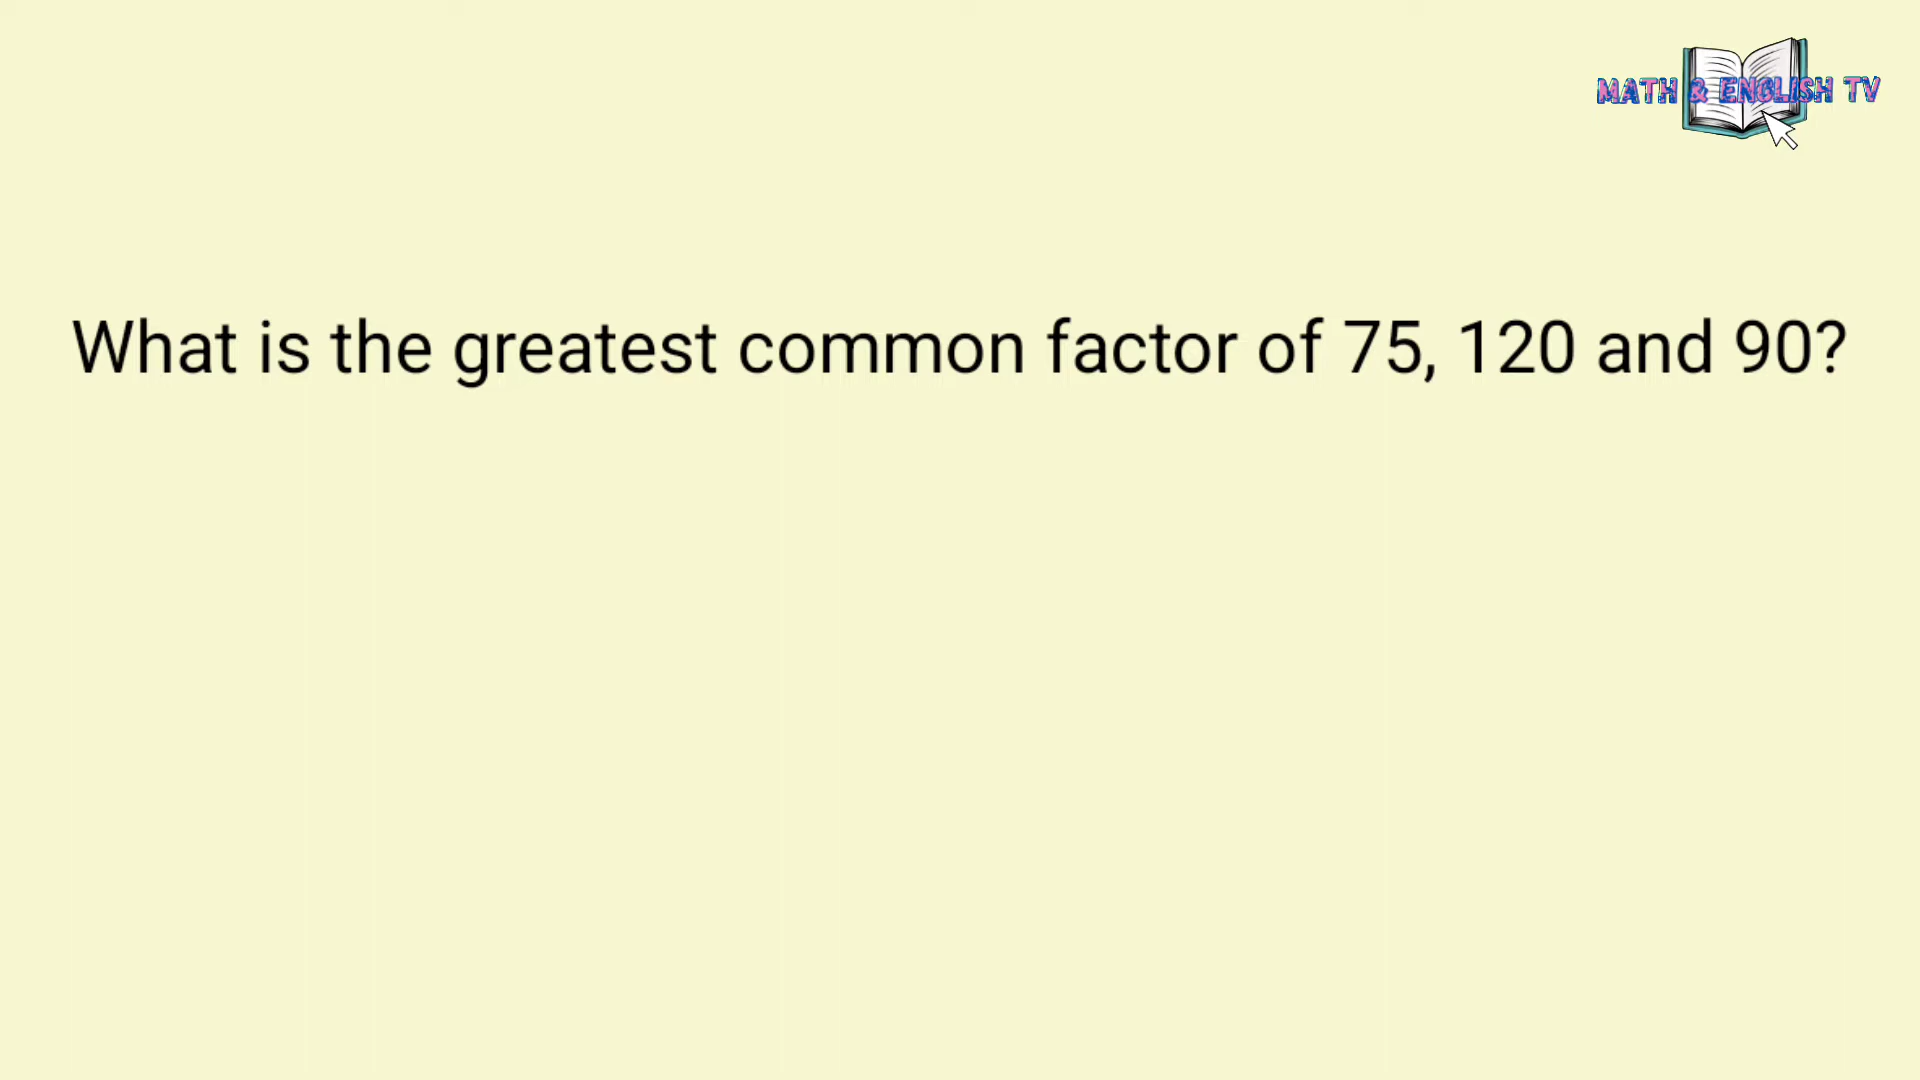 MATH & ENGLISH TV
What is the greatest common factor of 75, 120 and 90?